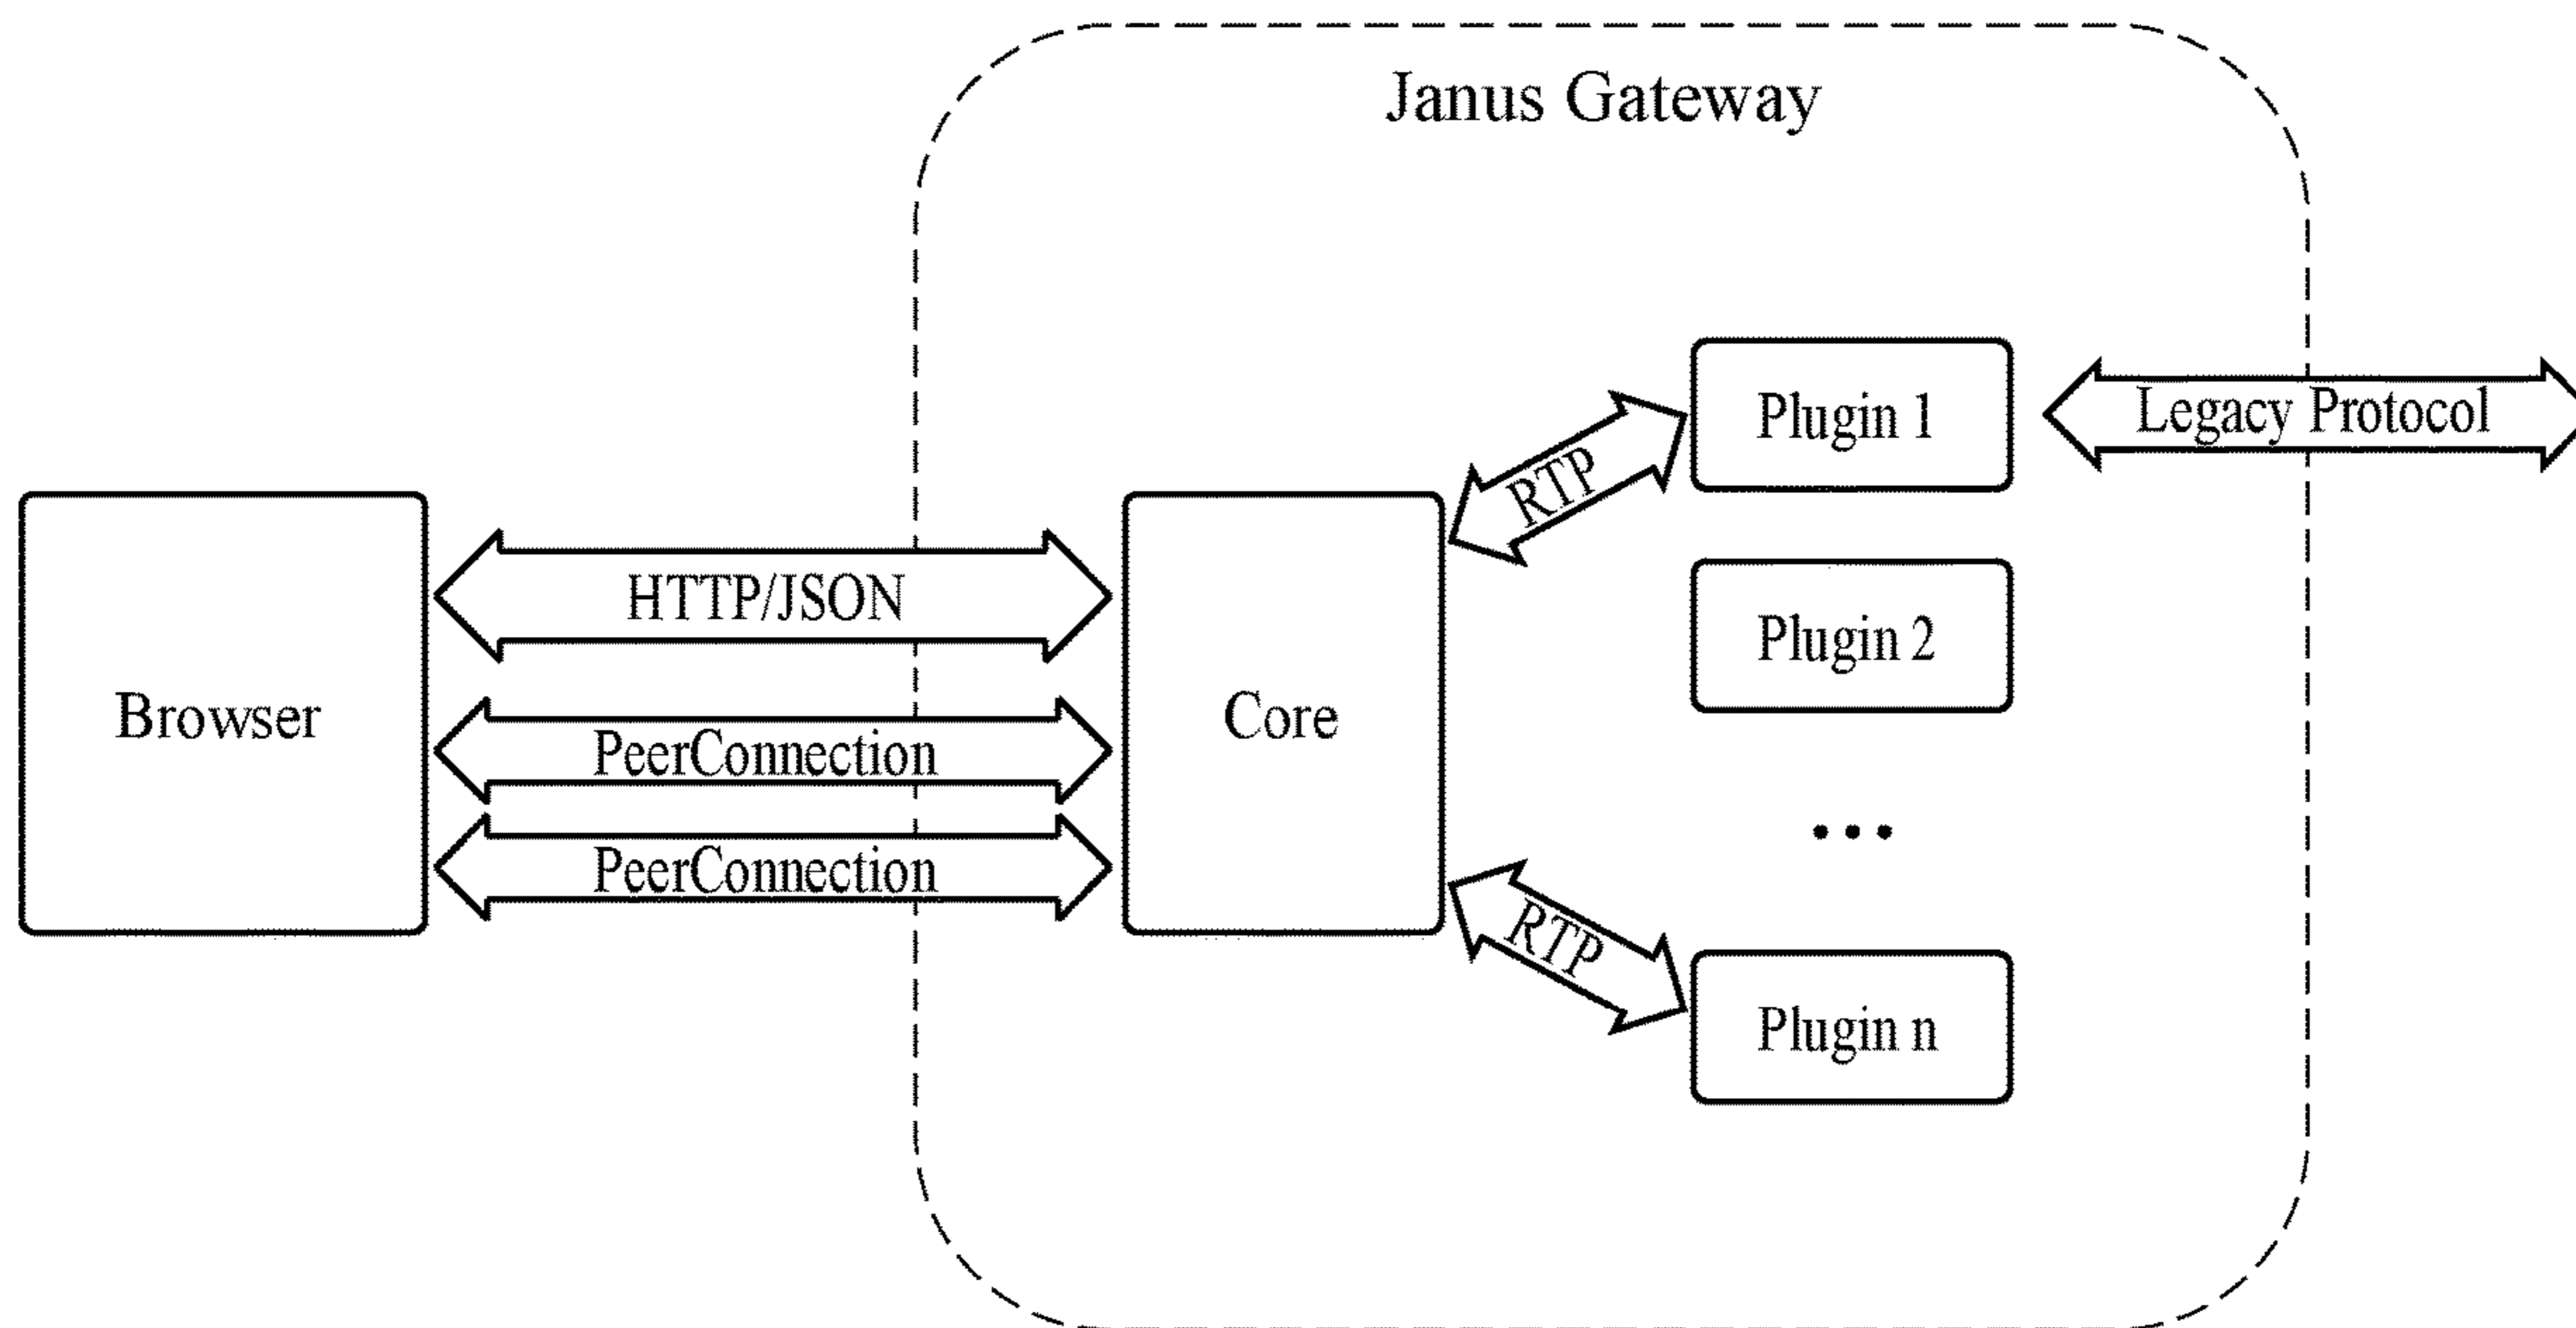 Janus Gateway
Plugin 1
Legacy Protocol
RTP
HTTP/JSON
Plugin 2
Browser
PeerConnection
Core
...
PeerConnection
RTP
Plugin n